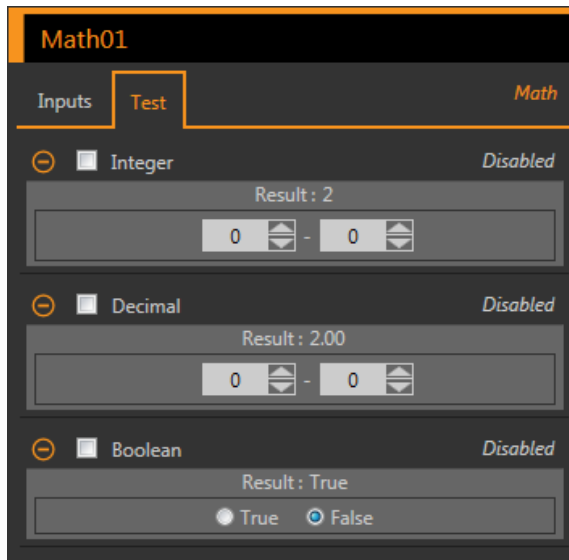 Math01
Inputs Test Math
Integer Disabled
Result : 2
0 - 0
Decimal Disabled
Result : 2.00
0 - 0
Boolean Disabled
Result : True
True False